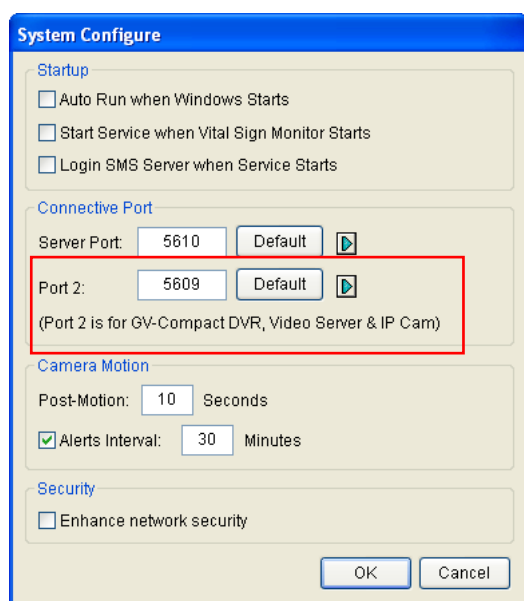 System Configure
Startup
Auto Run when Windows Starts
Start Service when Vital Sign Monitor Starts
Login SMS Server when Service Starts
Connective Port
Server Port: 5610 Default
Port 2: 5609 Default
(Port 2 is for GV-Compact DVR, Video Server & IP Cam)
Camera Motion
Post-Motion: 10 Seconds
Alerts Interval: 30 Minutes
Security
Enhance network security
OK Cancel